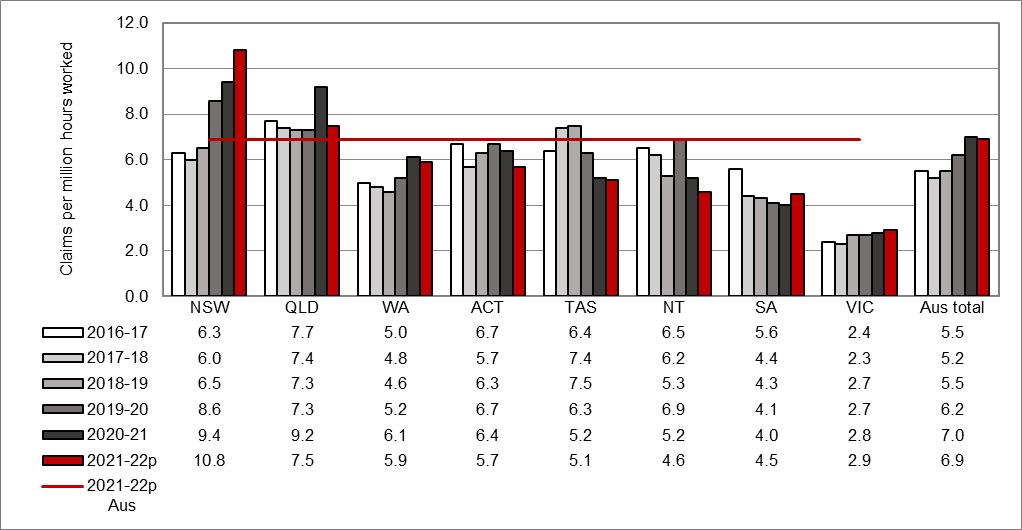 Claims per million hours worked
12.0
10.0
8.0
6.0
4.0
2.0
0.0
NSW QLD WA ACT TAS NT SA VIC Aus total
2016-17 6.3 7.7 5.0 6.7 6.4 6.5 5.6 2.4 5.5
2017-18 6.0 7.4 4.8 5.7 7.4 6.2 4.4 2.3 5.2
2018-19 6.5 7.3 4.6 6.3 7.5 5.3 4.3 2.7 5.5
2019-20 8.6 7.3 5.2 6.7 6.3 6.9 4.1 2.7 6.2
2020-21 9.4 9.2 6.1 6.4 5.2 5.2 4.0 2.8 7.0
2021-22p 10.8 7.5 5.9 5.7 5.1 4.6 4.5 2.9 6.9
2021-22p
Aus